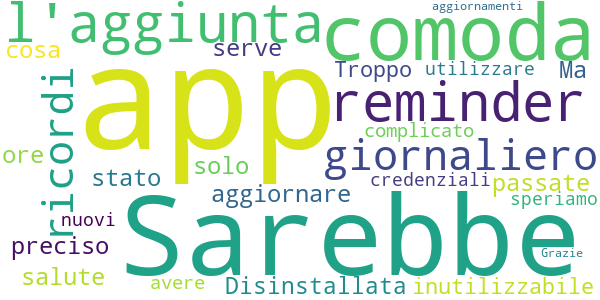 aggiornamenti
l'aggiunta comoda
cosa serve
Troppo utilizzare Ma
app
ricordi
reminder
complicato
ore solo giornaliero
stato aggiornare credenziali passate
Sarebbe speriamo
nuovi
preciso Grazie
salute avere Disinstallata inutilizzabile